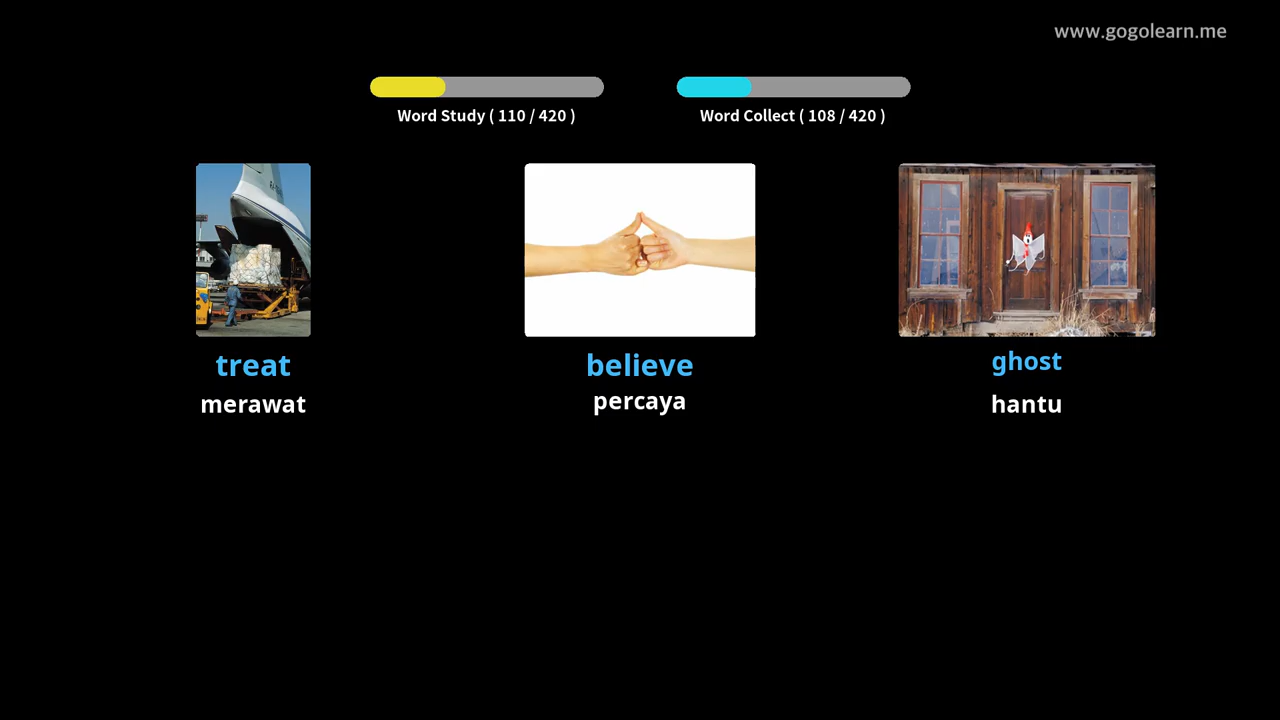 www.gogolearn.me
Word Study ( 110 / 420 )
Word Collect ( 108 / 420 )
treat
believe
ghost
merawat
percaya
hantu